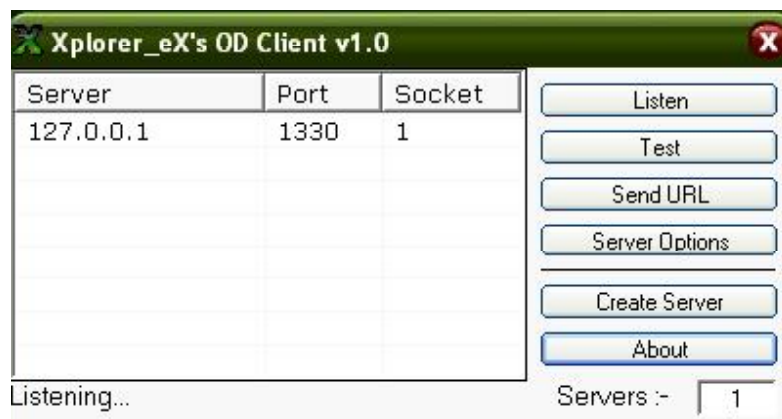 Xplorer_eX's OD Client v1.0
Server Port Socket
127.0.0.1 1330 1
Listen
Test
Send URL
Server Options
Create Server
About
Listening...
Servers :- 1